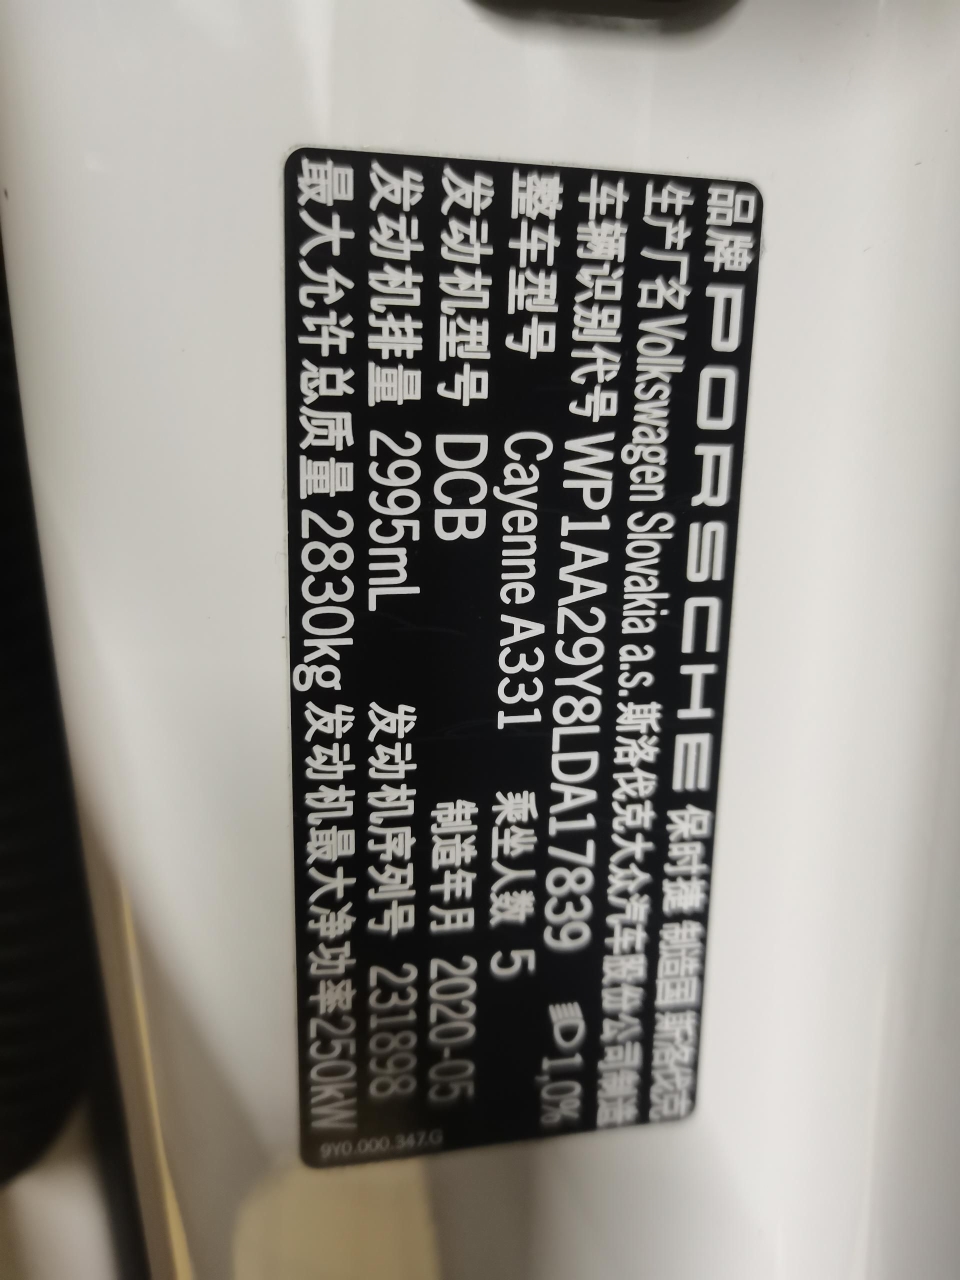 品牌 PORSCHE 保时捷 制造国 斯洛伐克
生产厂名 Volkswagen Slovakia a.s. 斯洛伐克大众汽车股份公司制造
车辆识别代号 WP1AA29Y8LDA17839 1,0%
整车型号 Cayenne A331 乘坐人数 5
发动机型号 DCB 制造年月 2020-05
发动机排量 2995mL 发动机序列号 231898
最大允许总质量 2830kg 发动机最大净功率 250kW
9Y0.000.347.G